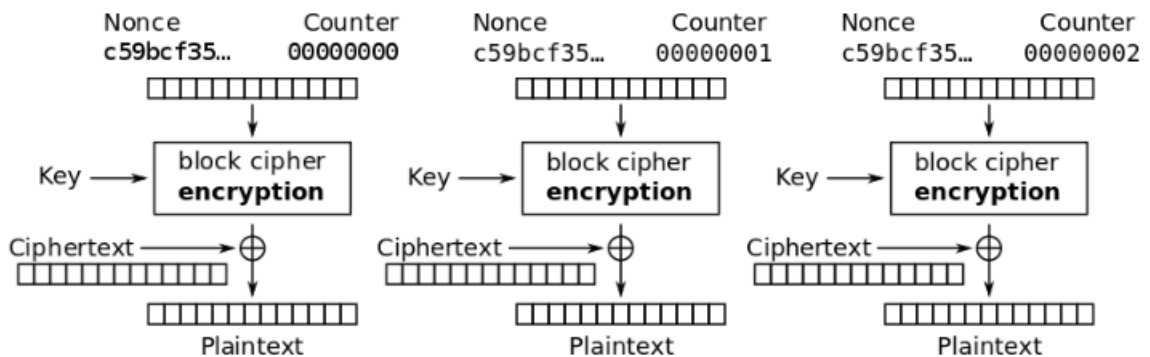 Nonce Counter Nonce Counter Nonce Counter
c59bcf35… 00000000 c59bcf35… 00000001 c59bcf35… 00000002
block cipher block cipher block cipher
Key encryption Key encryption Key encryption
Ciphertext Ciphertext Ciphertext
Plaintext Plaintext Plaintext